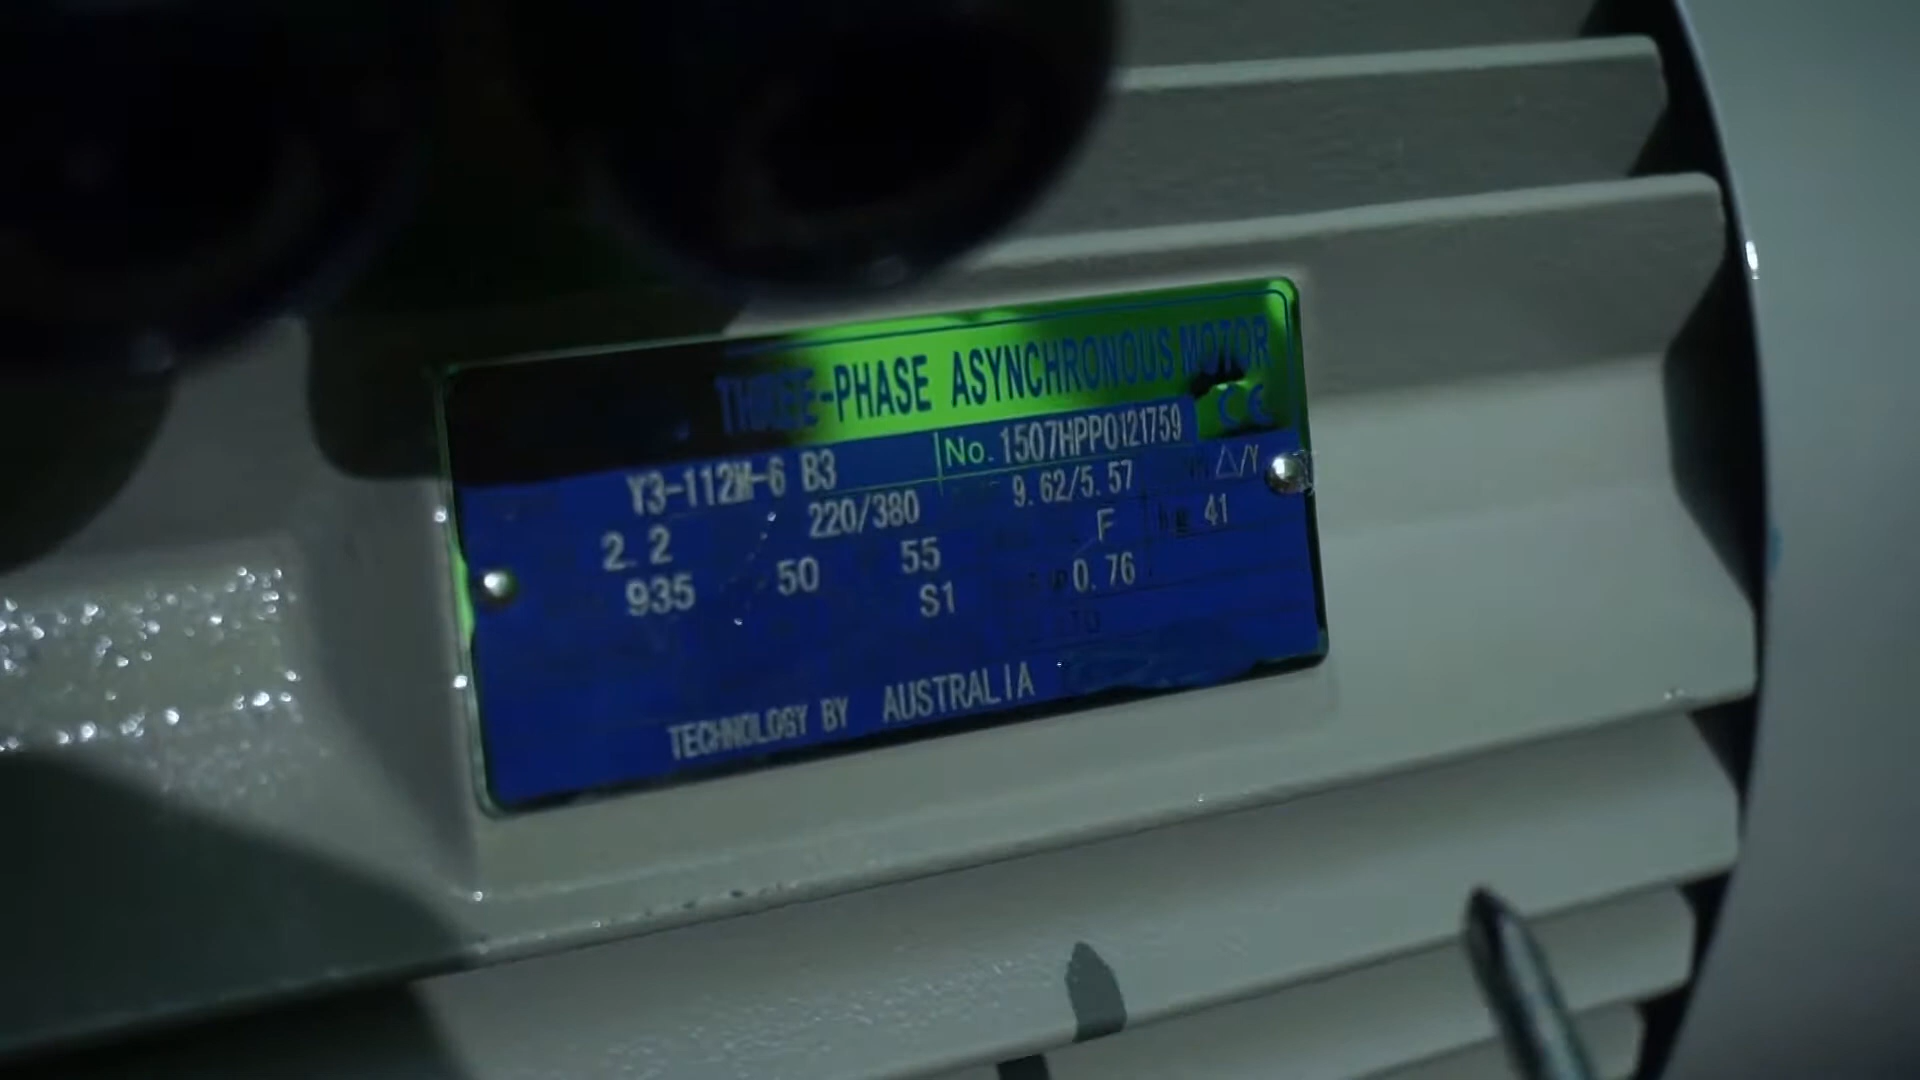 THREE-PHASE ASYNCHRONOUS MOTOR
CE
Y3-112M-6 B3 No. 1507HPP0121759
2.2 220/380 9.62/5.57 △/Y
935 50 55 F 41
S1 0.76
TECHNOLOGY BY AUSTRALIA